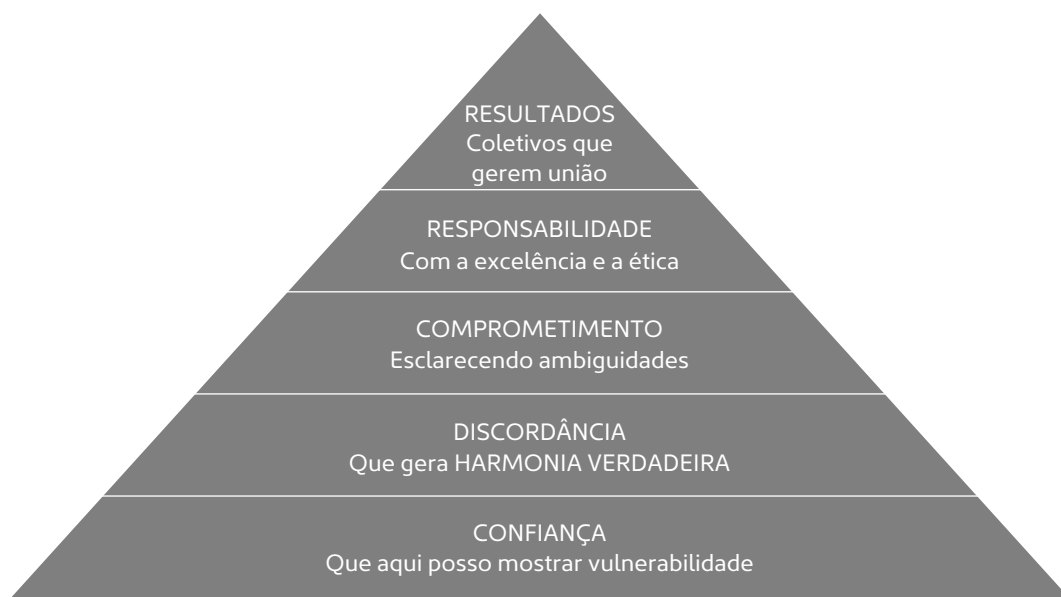 RESULTADOS
Coletivos que
gerem união
RESPONSABILIDADE
Com a excelência e a ética
COMPROMETIMENTO
Esclarecendo ambiguidades
DISCORDÂNCIA
Que gera HARMONIA VERDADEIRA
CONFIANÇA
Que aqui posso mostrar vulnerabilidade